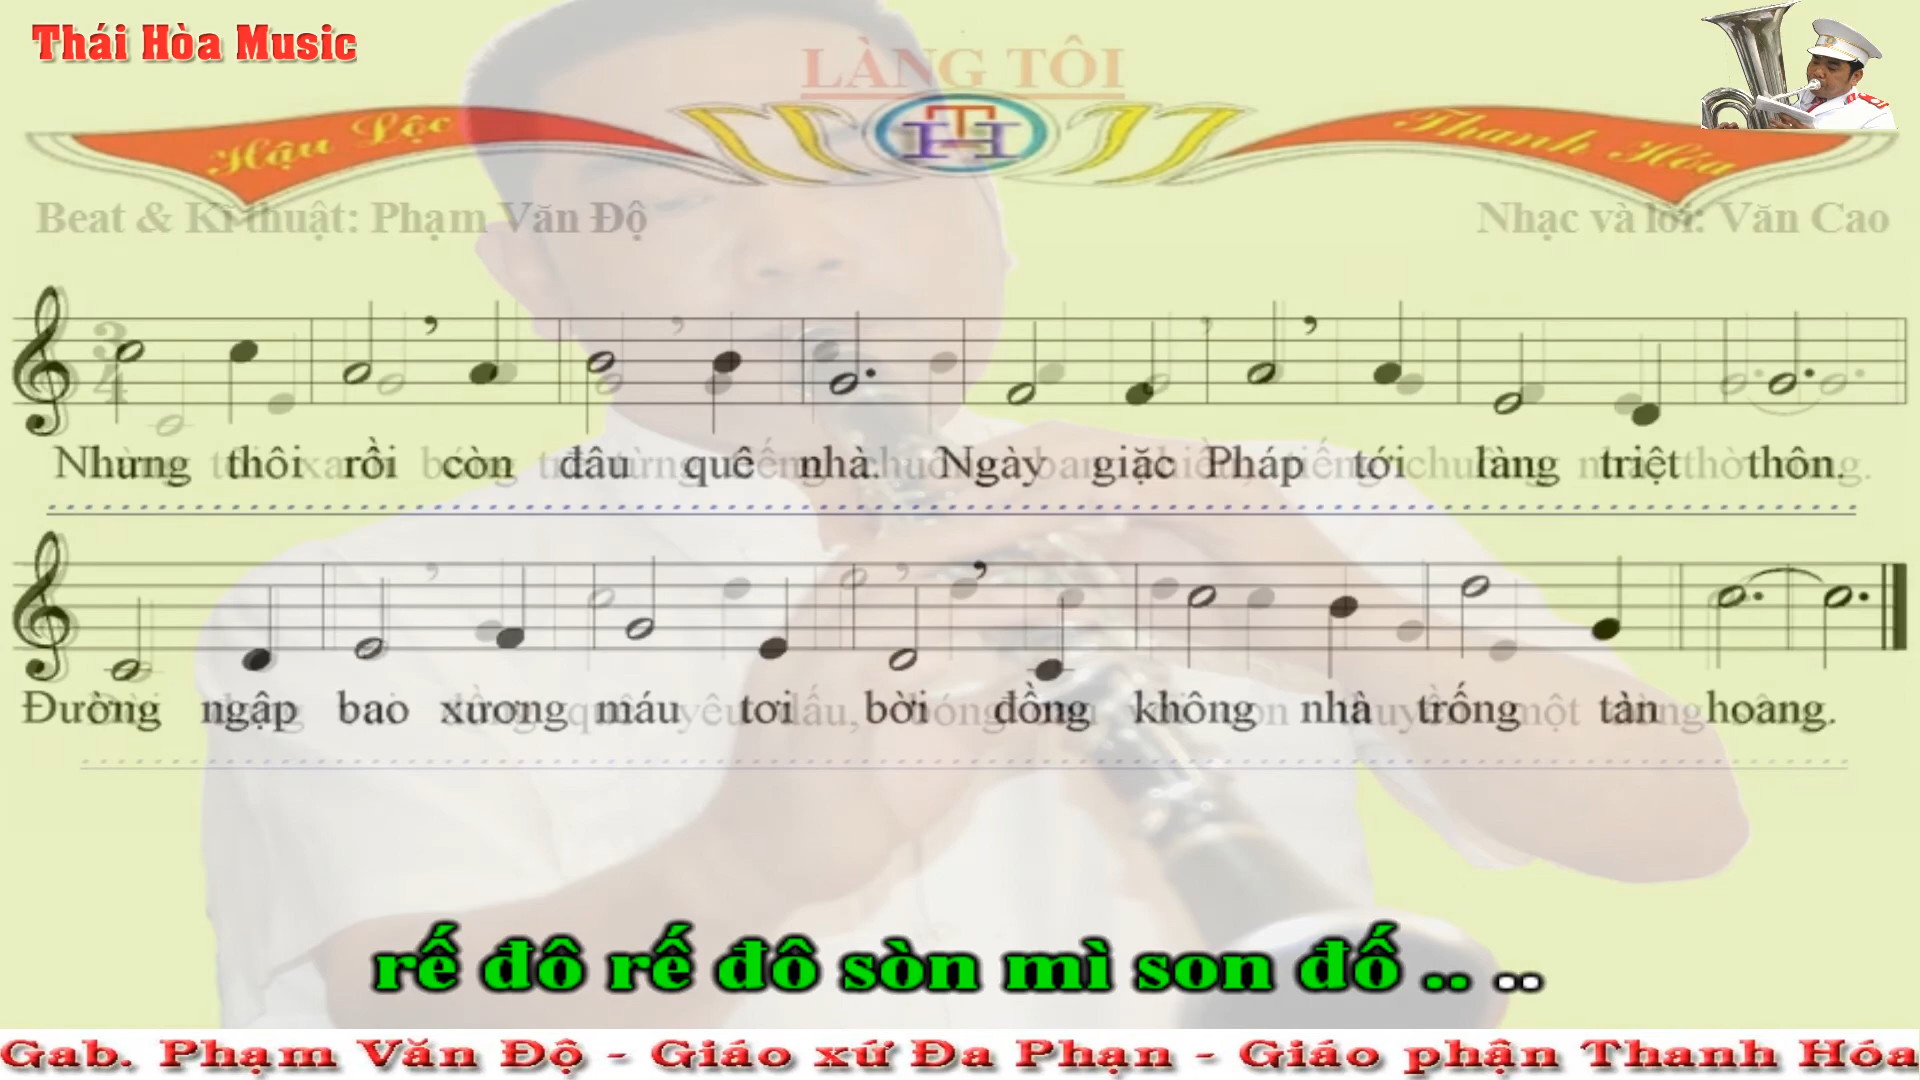 Thái Hòa Music
LÀNG TÔI
Hậu Lộc
TH
Thanh Hóa
Beat & Kĩ thuật: Phạm Văn Độ
Nhạc và lời: Văn Cao
3
4
Nhưng thôi rồi còn đâu quê nhà. Ngày giặc Pháp tới làng triệt thôn.
Đường ngập bao xương máu tơi bời đồng không nhà trống tàn hoang.
rế đô rế đô sòn mì son đố .. ..
Gab. Phạm Văn Độ - Giáo xứ Đa Phạn - Giáo phận Thanh Hóa